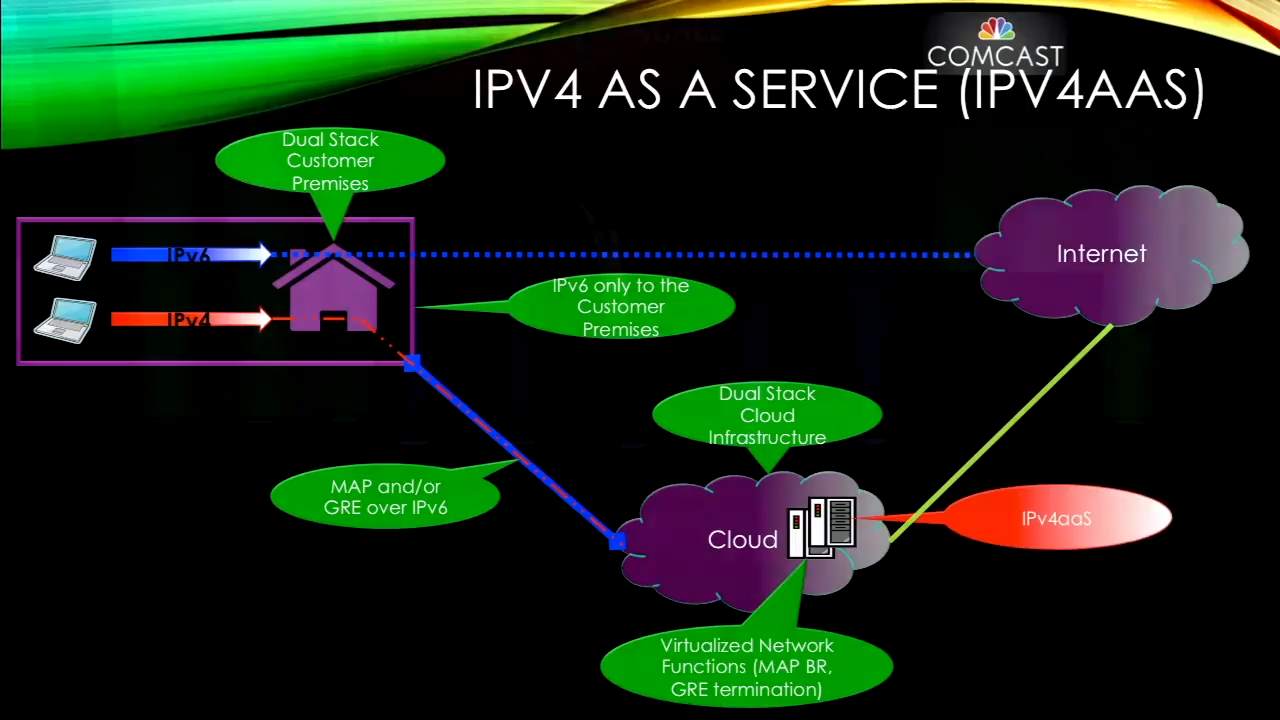 COMCAST
IPV4 AS A SERVICE (IPV4AAS)
Dual Stack
Customer
Premises
IPv6
IPv4
Internet
IPv6 only to the
Customer
Premises
Dual Stack
Cloud
Infrastructure
MAP and/or
GRE over IPv6
Cloud
IPv4aaS
Virtualized Network
Functions (MAP BR,
GRE termination)